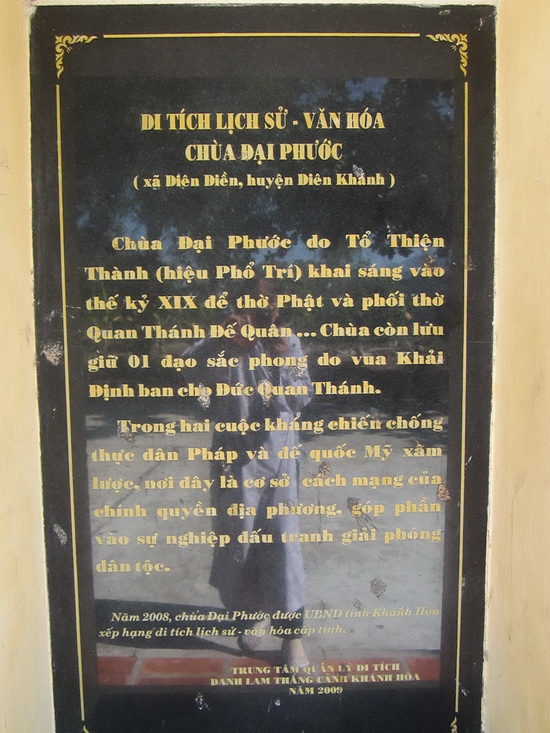 DI TÍCH LỊCH SỬ - VĂN HÓA
CHÙA ĐẠI PHƯỚC
( xã Diên Điền, huyện Diên Khánh )
Chùa Đại Phước do Tổ Thiện
Thành (hiệu Phổ Trí) khai sáng vào
thế kỷ XIX để thờ Phật và phối thờ
Quan Thánh Đế Quân ... Chùa còn lưu
giữ 01 đạo sắc phong do vua Khải
Định ban cho Đức Quan Thánh.
Trong hai cuộc kháng chiến chống
thực dân Pháp và đế quốc Mỹ xâm
lược, nơi đây là cơ sở cách mạng của
chính quyền địa phương, góp phần
vào sự nghiệp đấu tranh giải phóng
dân tộc.
Năm 2008, chùa Đại Phước được UBND tỉnh Khánh Hòa
xếp hạng di tích lịch sử - văn hóa cấp tỉnh.
TRUNG TÂM QUẢN LÝ DI TÍCH
DANH LAM THẮNG CẢNH KHÁNH HÒA
NĂM 2009